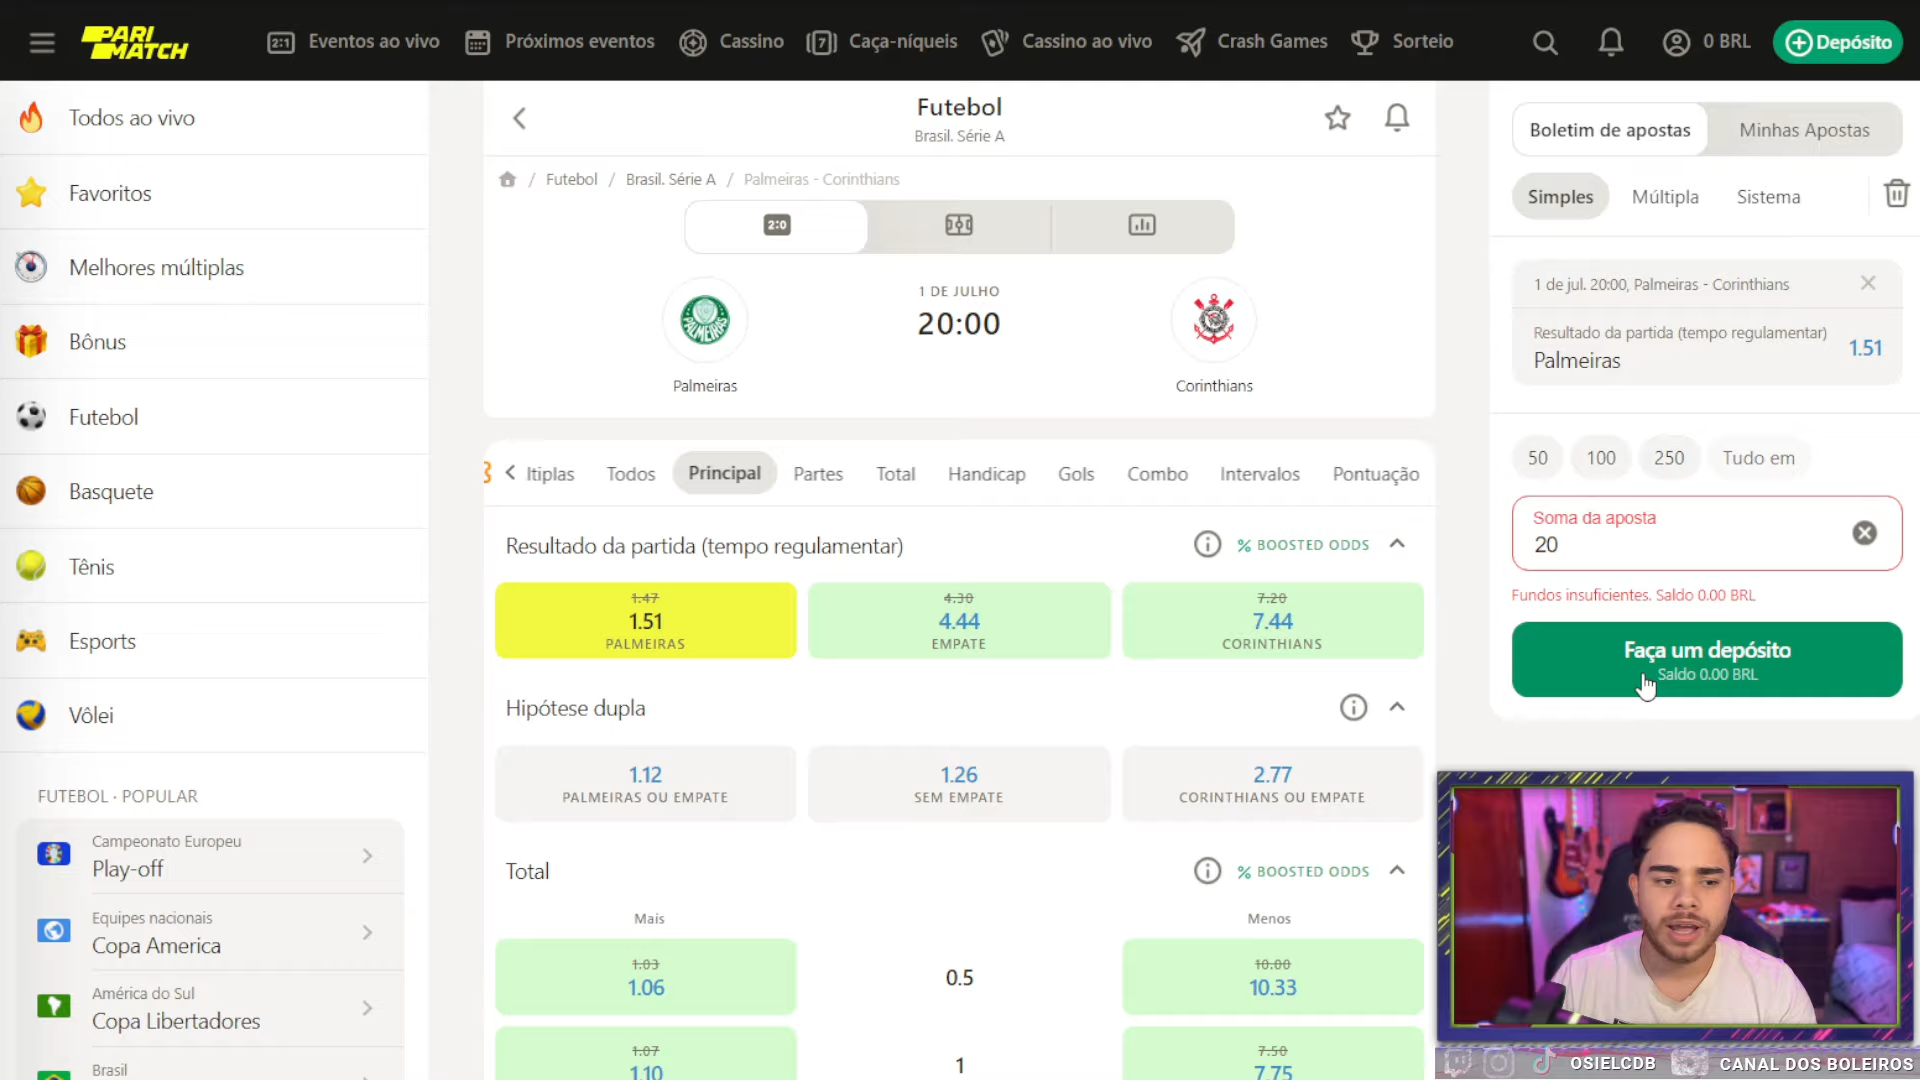 PARI MATCH
2:1 Eventos ao vivo
Próximos eventos
Cassino
7 Caça-níqueis
Cassino ao vivo
Crash Games
Sorteio
0 BRL
Depósito
Todos ao vivo
Favoritos
Melhores múltiplas
Bônus
Futebol
Basquete
Tênis
Esports
Vôlei
FUTEBOL · POPULAR
Campeonato Europeu
Play-off
Equipes nacionais
Copa America
América do Sul
Copa Libertadores
Brasil
Futebol
Brasil. Série A
Futebol / Brasil. Série A / Palmeiras - Corinthians
2:0
1 DE JULHO
20:00
Palmeiras
Corinthians
ltiplas Todos Principal Partes Total Handicap Gols Combo Intervalos Pontuação
Resultado da partida (tempo regulamentar)
% BOOSTED ODDS
1.47
1.51
PALMEIRAS
4.30
4.44
EMPATE
7.20
7.44
CORINTHIANS
Hipótese dupla
1.12
PALMEIRAS OU EMPATE
1.26
SEM EMPATE
2.77
CORINTHIANS OU EMPATE
Total
% BOOSTED ODDS
Mais
Menos
1.03
1.06
0.5
10.00
10.33
1.07
1.10
1
7.50
7.75
Boletim de apostas
Minhas Apostas
Simples Múltipla Sistema
1 de jul. 20:00, Palmeiras - Corinthians
Resultado da partida (tempo regulamentar)
Palmeiras
1.51
50 100 250 Tudo em
Soma da aposta
20
Fundos insuficientes. Saldo 0.00 BRL
Faça um depósito
Saldo 0.00 BRL
OSIELCDB
CANAL DOS BOLEIROS